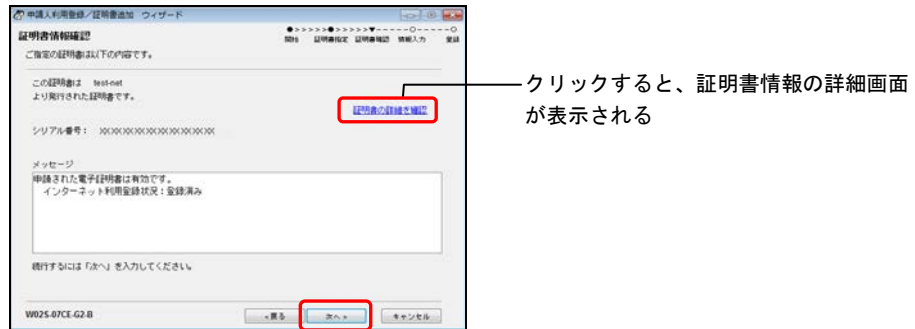 申請人利用登録／証明書追加 ウィザード
証明書情報確認
●>>>>>●>>>>>▼-----○-----○
開始 証明書指定 証明書確認 情報入力 登録
ご指定の証明書は以下の内容です。
この証明書は test-net
より発行された証明書です。
証明書の詳細を確認
シリアル番号： XXXXXXXXXXXXXXXXXXXX
メッセージ
申請された電子証明書は有効です。
インターネット利用登録状況：登録済み
続行するには「次へ」を入力してください。
W02S-07CE-G2-B
＜戻る
次へ＞
キャンセル
クリックすると、証明書情報の詳細画面
が表示される